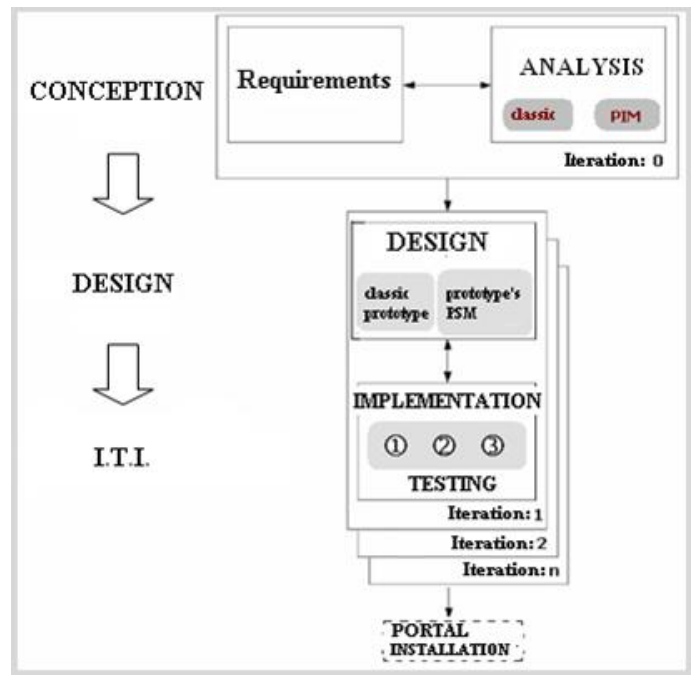 CONCEPTION
Requirements
ANALYSIS
classic
PIM
Iteration: 0
DESIGN
DESIGN
classic
prototype
prototype's
PSM
I.T.I.
IMPLEMENTATION
① ② ③
TESTING
Iteration: 1
Iteration: 2
Iteration: n
PORTAL
INSTALLATION